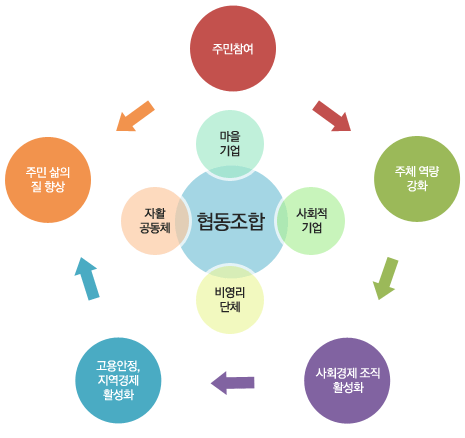 주민참여
마을
기업
주민 삶의
질 향상
주체 역량
강화
자활
공동체
협동조합
사회적
기업
비영리
단체
고용안정,
지역경제
활성화
사회경제 조직
활성화